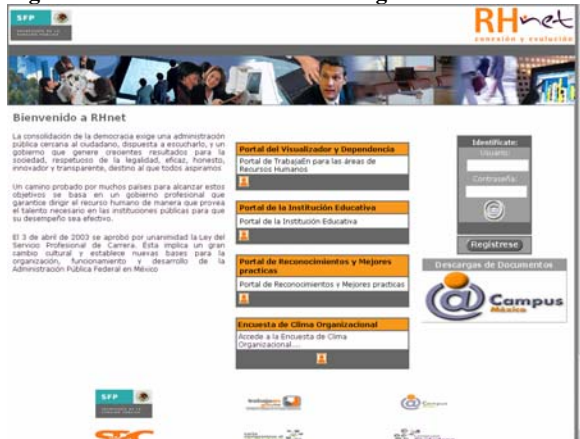 SFP
RHnet
conexión y evolución
Bienvenido a RHnet
La consolidación de la democracia exige una administración
pública cersana al ciudadano, dispuesta a escucharlo, y un
gobierno que genere crecientes resultados para la
sociedad, respetuoso de la legalidad, eficaz, honesto,
innovador y transparente, destino al que todos aspiramos
Un camino probado por muchos países para alcanzar estos
objetivos se basa en un gobierno profesional que
garantice dirigir el recurso humano de manera que provea
el talento necesario en las instituciones públicas para que
su desempeño sea efectivo.
El 3 de abril de 2003 se aprobó por unanimidad la Ley del
Servicio Profesional de Carrera. Esta implica un gran
cambio cultural y establece nuevas bases para la
organización, funcionamiento y desarrollo de la
Administración Pública Federal en México
Portal del Visualizador y Dependencia
Portal de TrabajaEn para las áreas de
Recursos Humanos
Portal de la Institución Educativa
Portal de la Institución Educativa
Portal de Reconocimientos y Mejores
practicas
Portal de Reconocimientos y Mejores practicas
Encuesta de Clima Organizacional
Accede a la Encuesta de Clima
Organizacional....
Identifícate:
Usuario:
Contraseña:
Regístrese
Descargas de Documentos
@Campus
México
SFP
trabajaen
@Campus